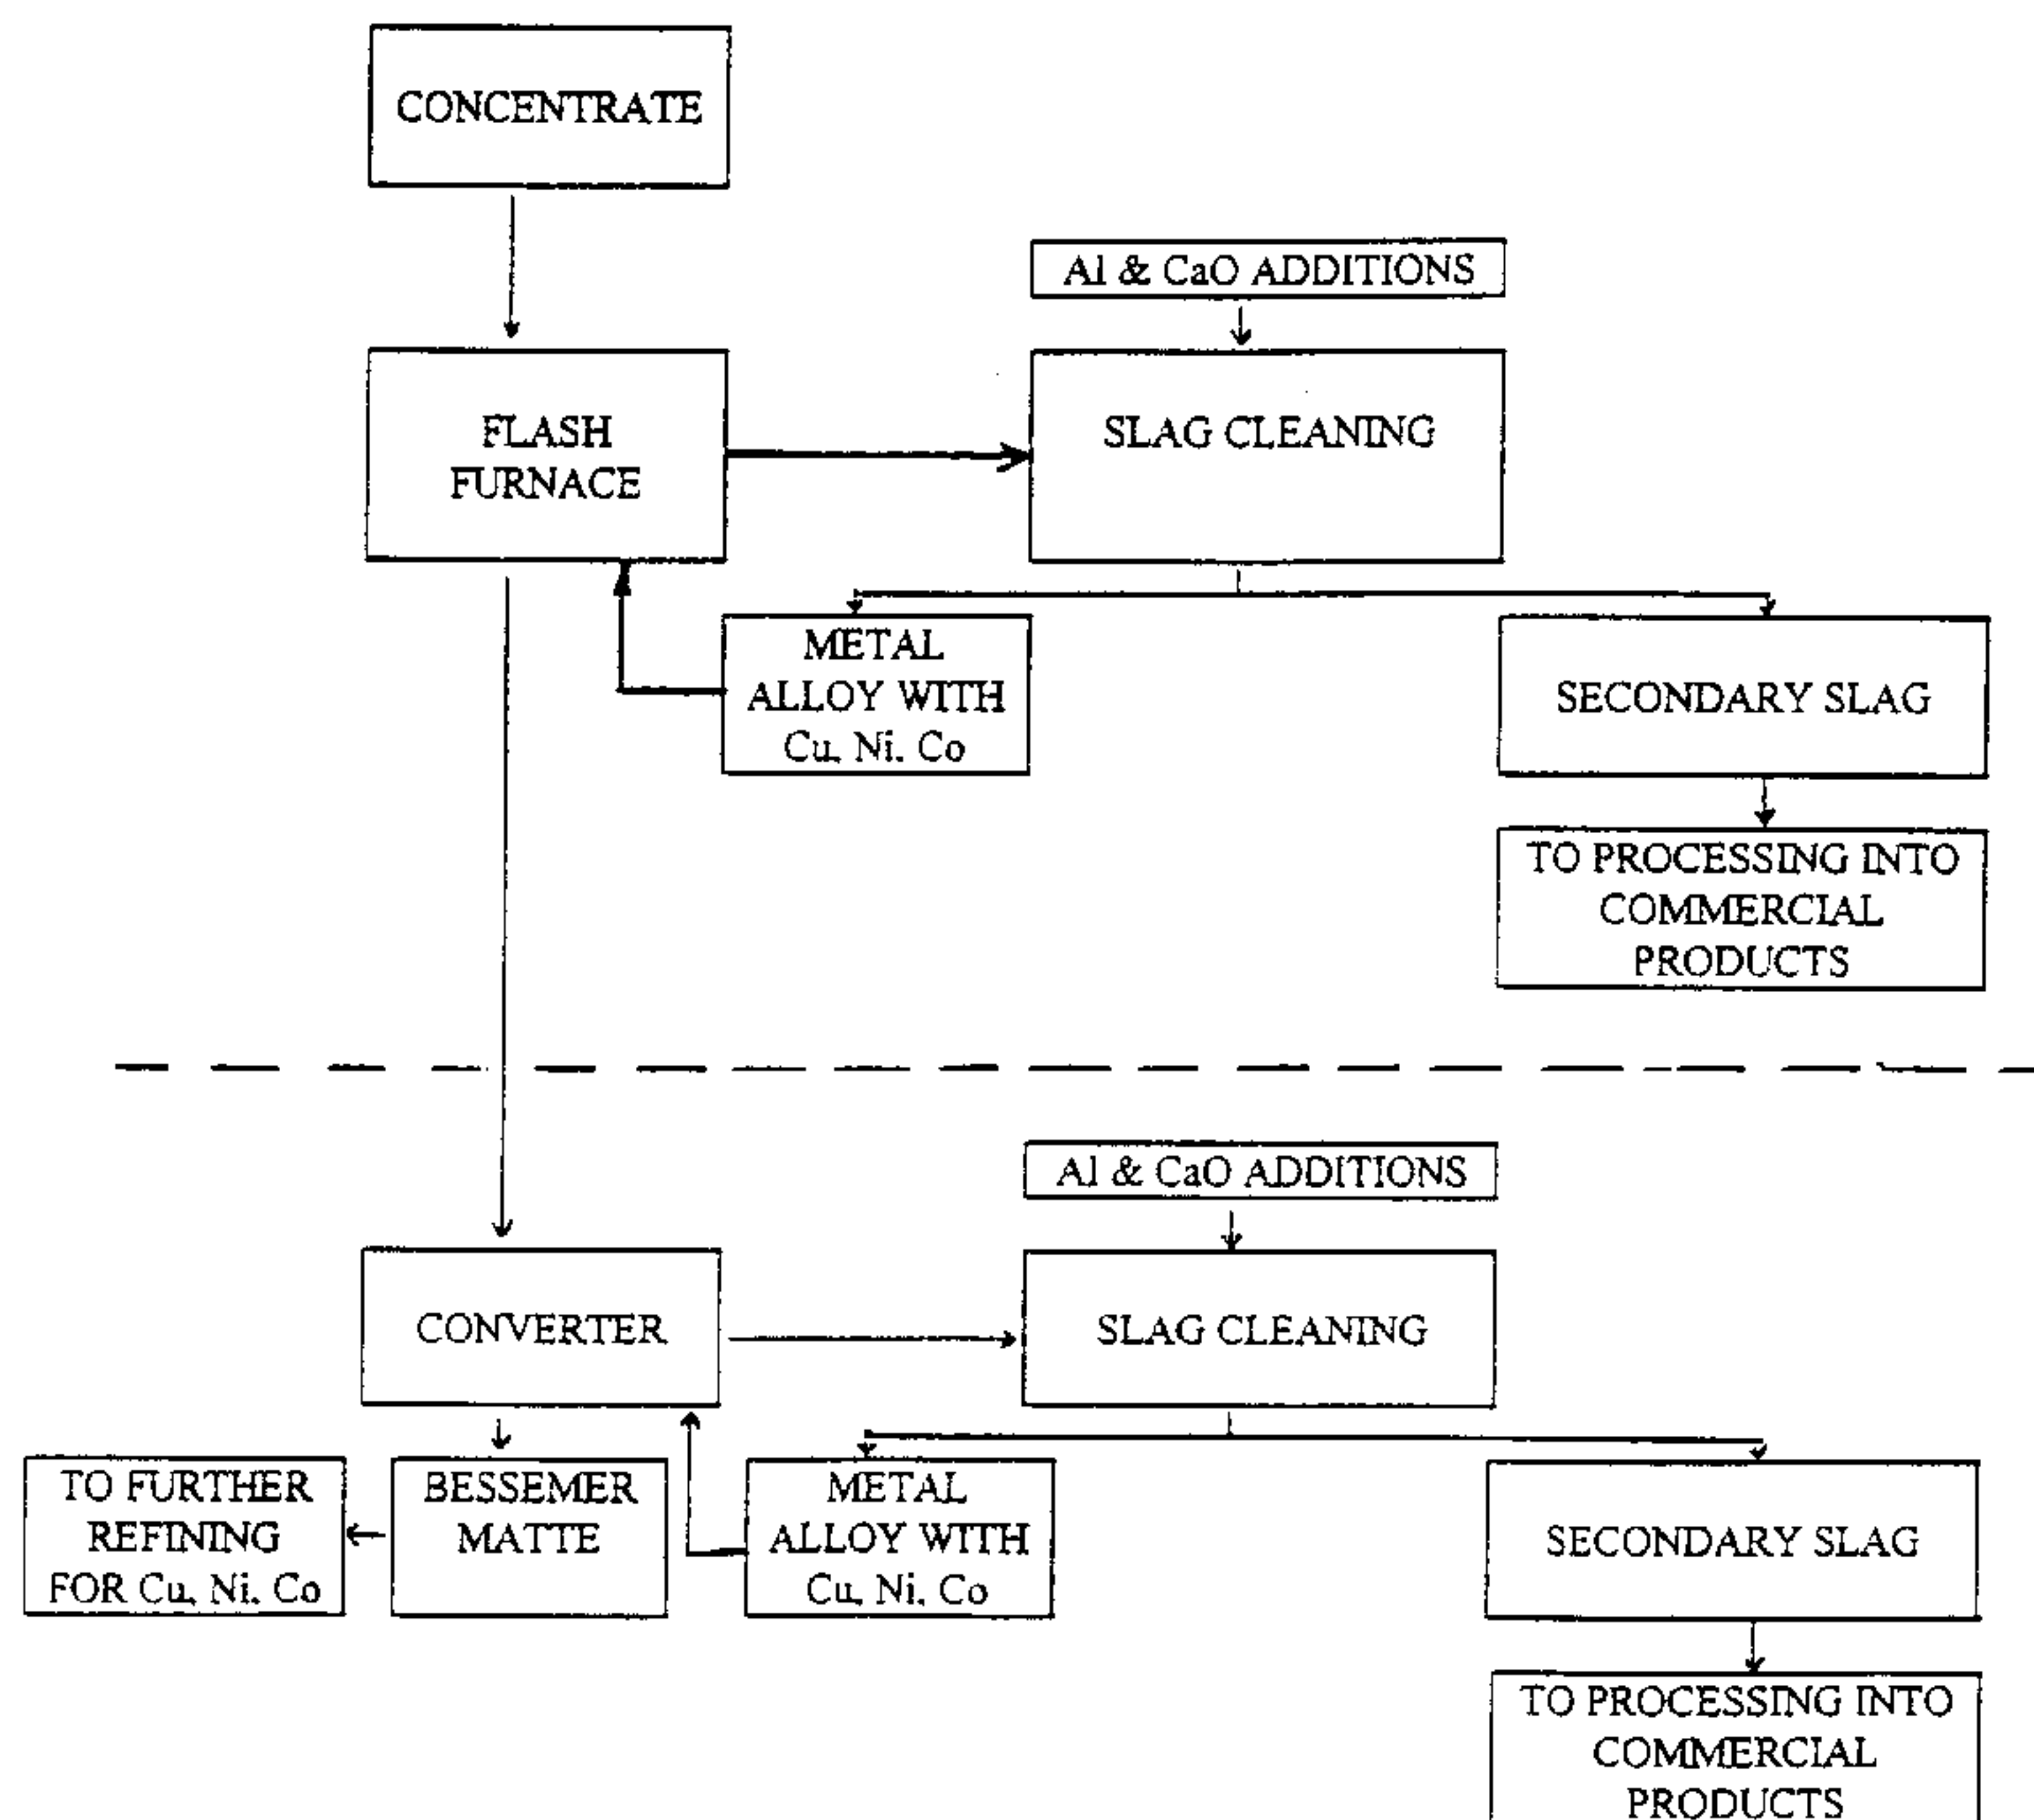 CONCENTRATE
Al & CaO ADDITIONS
FLASH
FURNACE
SLAG CLEANING
METAL
ALLOY WITH
Cu, Ni, Co
SECONDARY SLAG
TO PROCESSING INTO
COMMERCIAL
PRODUCTS
Al & CaO ADDITIONS
CONVERTER
SLAG CLEANING
TO FURTHER
REFINING
FOR Cu, Ni, Co
BESSEMER
MATTE
METAL
ALLOY WITH
Cu, Ni, Co
SECONDARY SLAG
TO PROCESSING INTO
COMMERCIAL
PRODUCTS